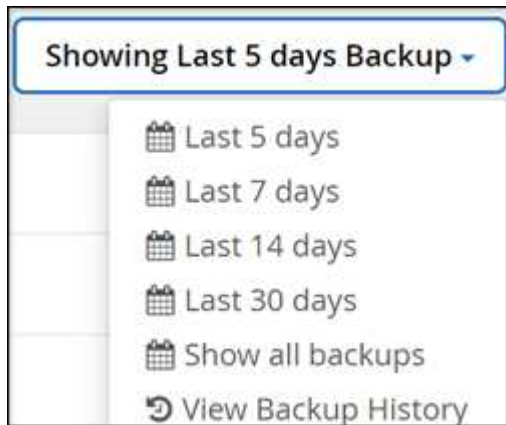 Showing Last 5 days Backup
Last 5 days
Last 7 days
Last 14 days
Last 30 days
Show all backups
View Backup History